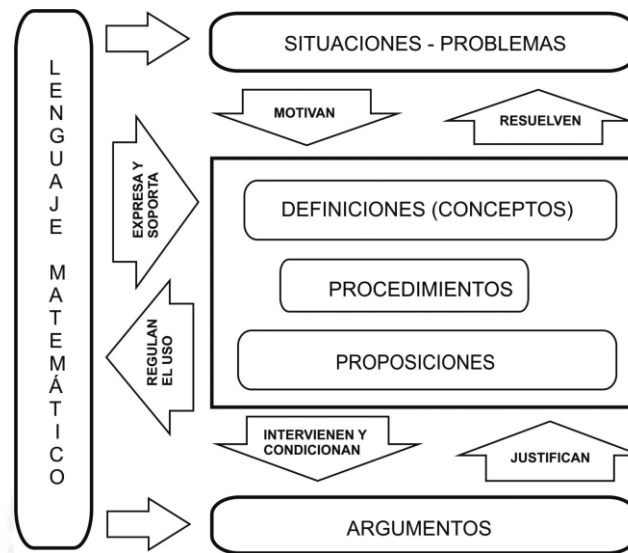 LENGUAJE MATEMÁTICO
SITUACIONES - PROBLEMAS
MOTIVAN
RESUELVEN
EXPRESA Y
SOPORTA
DEFINICIONES (CONCEPTOS)
PROCEDIMIENTOS
REGULAN
EL USO
PROPOSICIONES
INTERVIENEN Y
CONDICIONAN
JUSTIFICAN
ARGUMENTOS